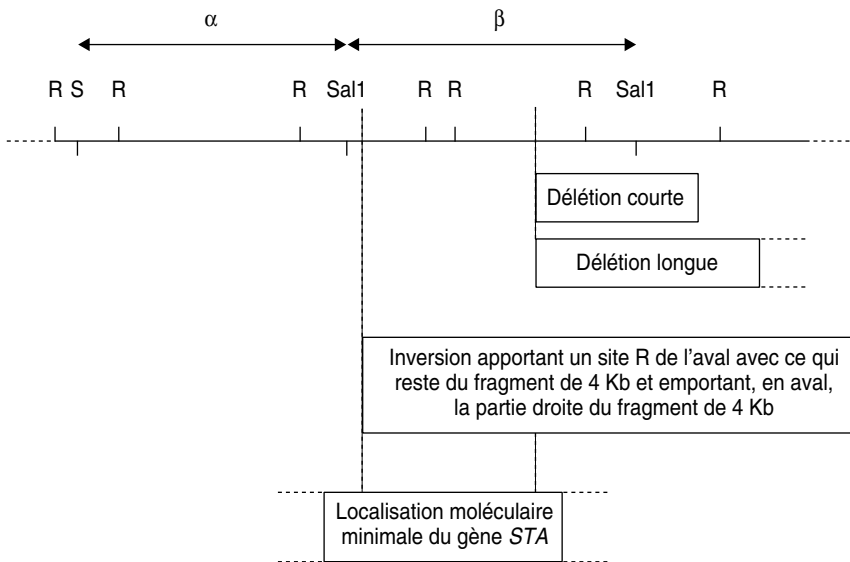 α β
R S R R Sal1 R R R Sal1 R
Délétion courte
Délétion longue
Inversion apportant un site R de l'aval avec ce qui
reste du fragment de 4 Kb et emportant, en aval,
la partie droite du fragment de 4 Kb
Localisation moléculaire
minimale du gène STA